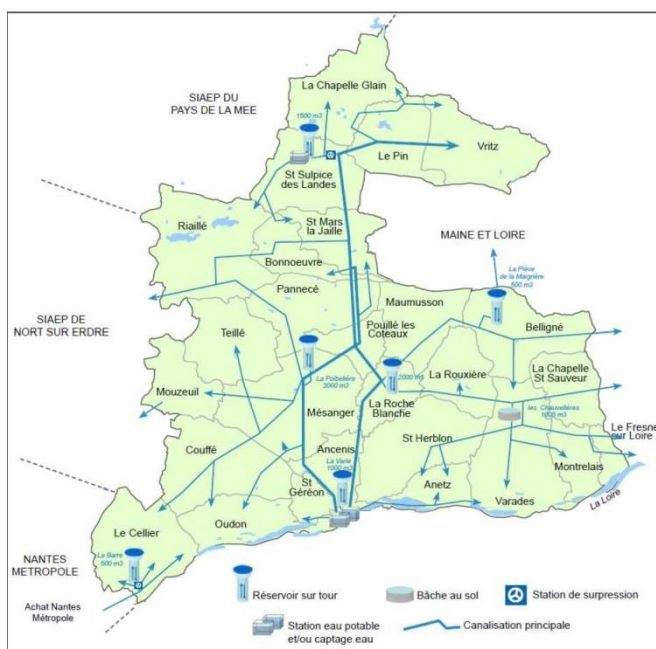 La Chapelle Glain
SIAEP DU
PAYS DE LA MEE
1500 m3
Vritz
Le Pin
St Sulpice
des Landes
St Mars
la Jaille
Riaillé
MAINE ET LOIRE
Bonnoeuvre
La Pièce
de la Maigrière
500 m3
Pannecé
Maumusson
SIAEP DE
NORT SUR ERDRE
Teillé
Pouillé les
Coteaux
Belligné
La Poibelière
3000 m3
2000 m3
La Rouxière
La Chapelle
St Sauveur
Mouzeuil
Mésanger
La Roche
Blanche
les Chauvelières
1000 m3
Le Fresne
sur Loire
Couffé
Ancenis
St Herblon
La Varie
1000 m3
St
Géréon
Anetz
Montrelais
Varades
La Loire
Le Cellier
Oudon
NANTES
METROPOLE
La Barre
500 m3
Achat Nantes
Métropole
Réservoir sur tour
Bâche au sol
Station de surpression
Station eau potable
et/ou captage eau
Canalisation principale